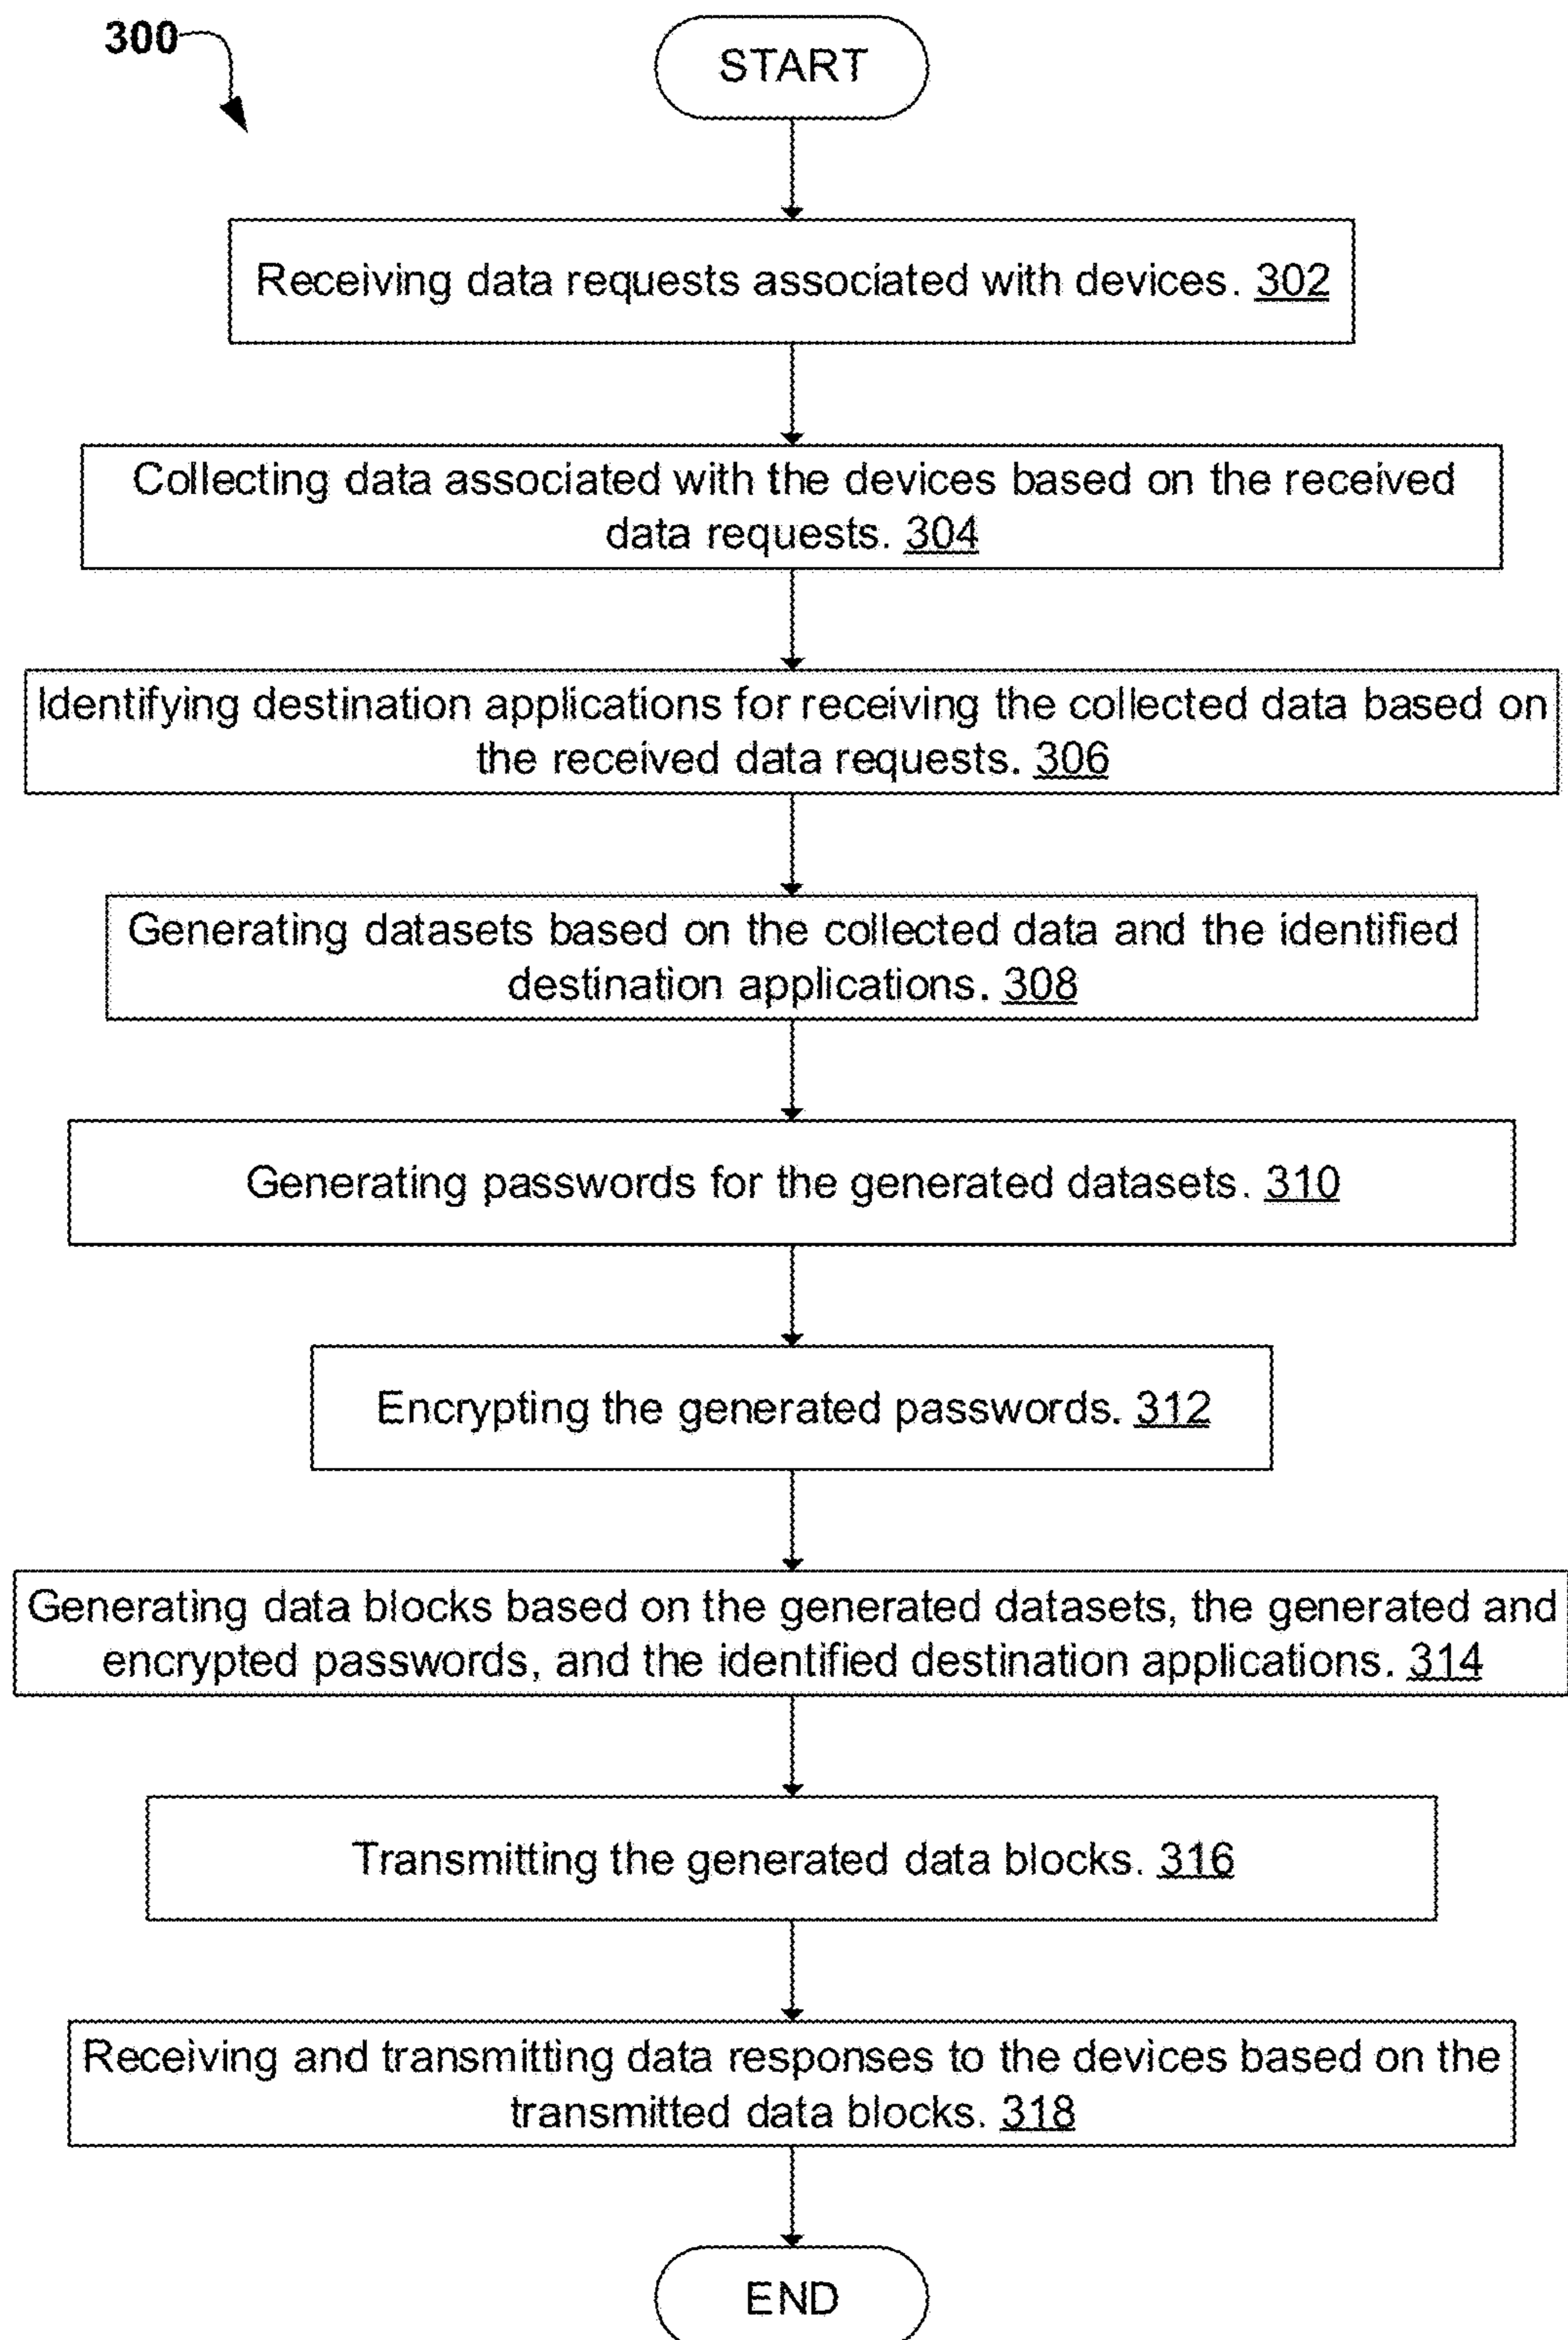 300
START
Receiving data requests associated with devices. 302
Collecting data associated with the devices based on the received
data requests. 304
Identifying destination applications for receiving the collected data based on
the received data requests. 306
Generating datasets based on the collected data and the identified
destination applications. 308
Generating passwords for the generated datasets. 310
Encrypting the generated passwords. 312
Generating data blocks based on the generated datasets, the generated and
encrypted passwords, and the identified destination applications. 314
Transmitting the generated data blocks. 316
Receiving and transmitting data responses to the devices based on the
transmitted data blocks. 318
END